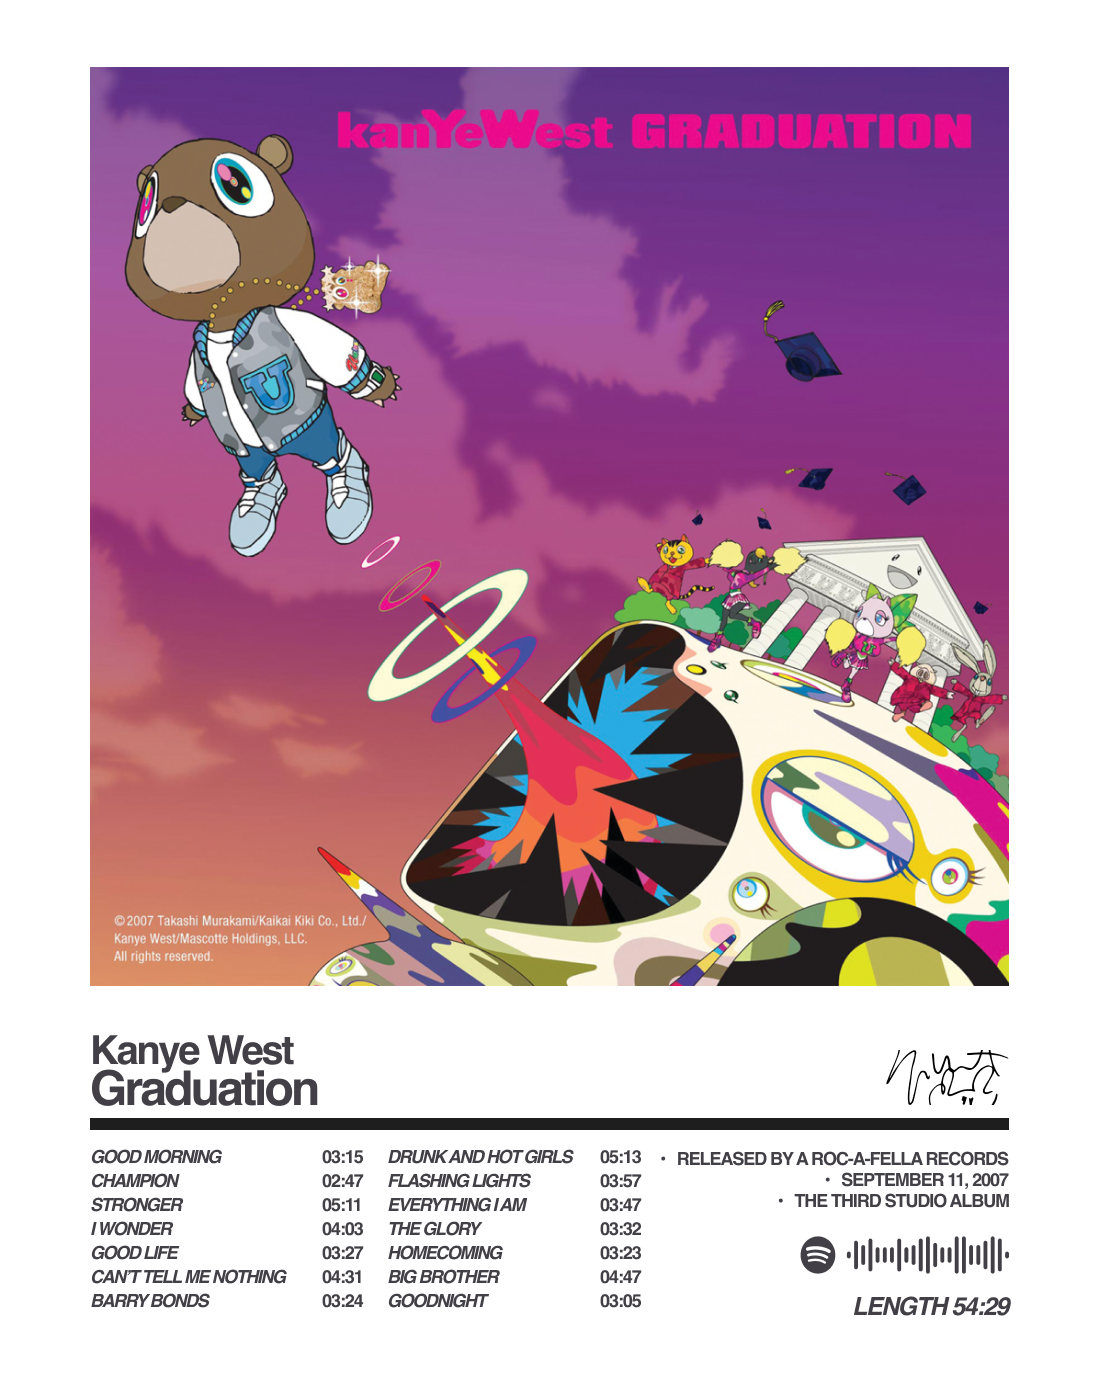 kanYeWest GRADUATION
U
©2007 Takashi Murakami/Kaikai Kiki Co., Ltd./
Kanye West/Mascotte Holdings, LLC.
All rights reserved.
Kanye West
Graduation
GOOD MORNING 03:15
CHAMPION 02:47
STRONGER 05:11
I WONDER 04:03
GOOD LIFE 03:27
CAN'T TELL ME NOTHING 04:31
BARRY BONDS 03:24
DRUNK AND HOT GIRLS 05:13
FLASHING LIGHTS 03:57
EVERYTHING I AM 03:47
THE GLORY 03:32
HOMECOMING 03:23
BIG BROTHER 04:47
GOODNIGHT 03:05
• RELEASED BY A ROC-A-FELLA RECORDS
• SEPTEMBER 11, 2007
• THE THIRD STUDIO ALBUM
LENGTH 54:29